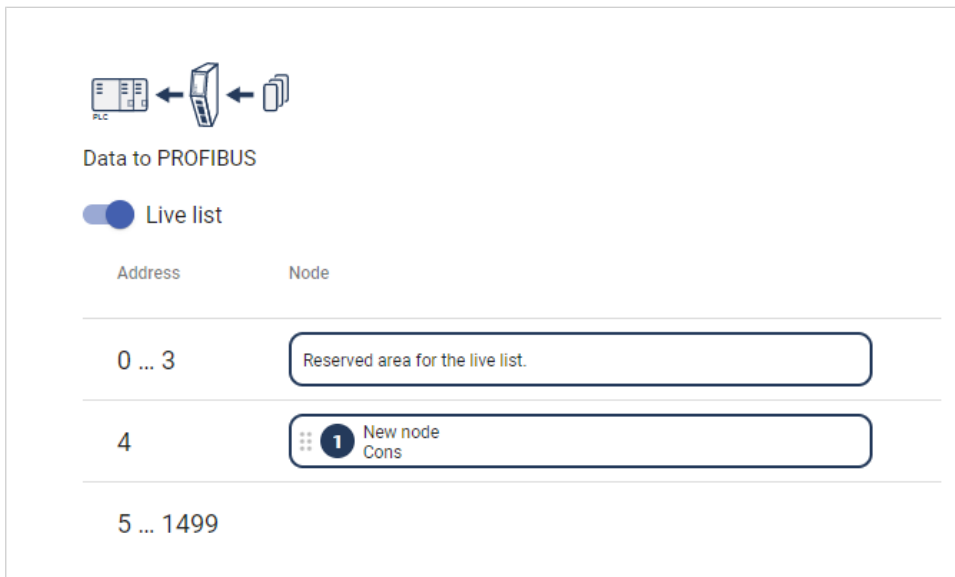 PLC
Data to PROFIBUS
Live list
Address Node
0 ... 3 Reserved area for the live list.
4 1 New node
Cons
5 ... 1499